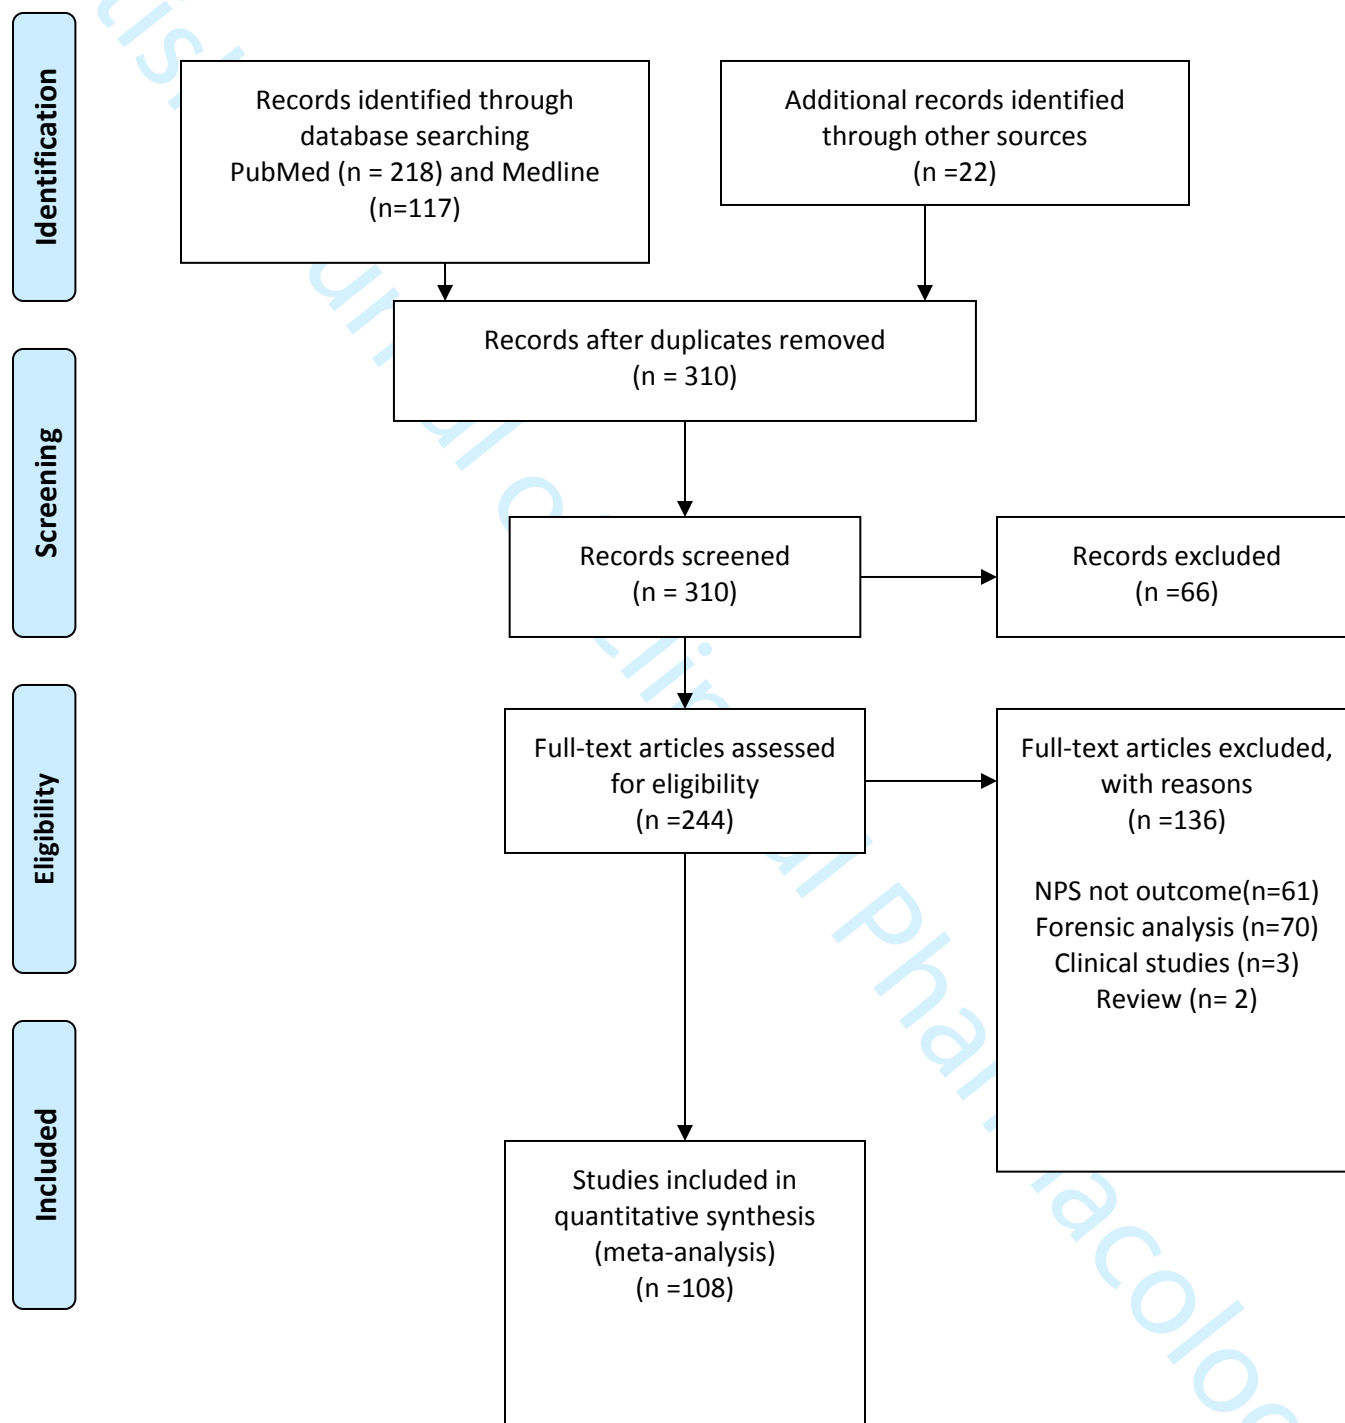 Identification
Records identified through
database searching
PubMed (n = 218) and Medline
(n=117)
Additional records identified
through other sources
(n =22)
Records after duplicates removed
(n = 310)
Screening
Records screened
(n = 310)
Records excluded
(n =66)
Eligibility
Full-text articles assessed
for eligibility
(n =244)
Full-text articles excluded,
with reasons
(n =136)
NPS not outcome(n=61)
Forensic analysis (n=70)
Clinical studies (n=3)
Review (n= 2)
Included
Studies included in
quantitative synthesis
(meta-analysis)
(n =108)